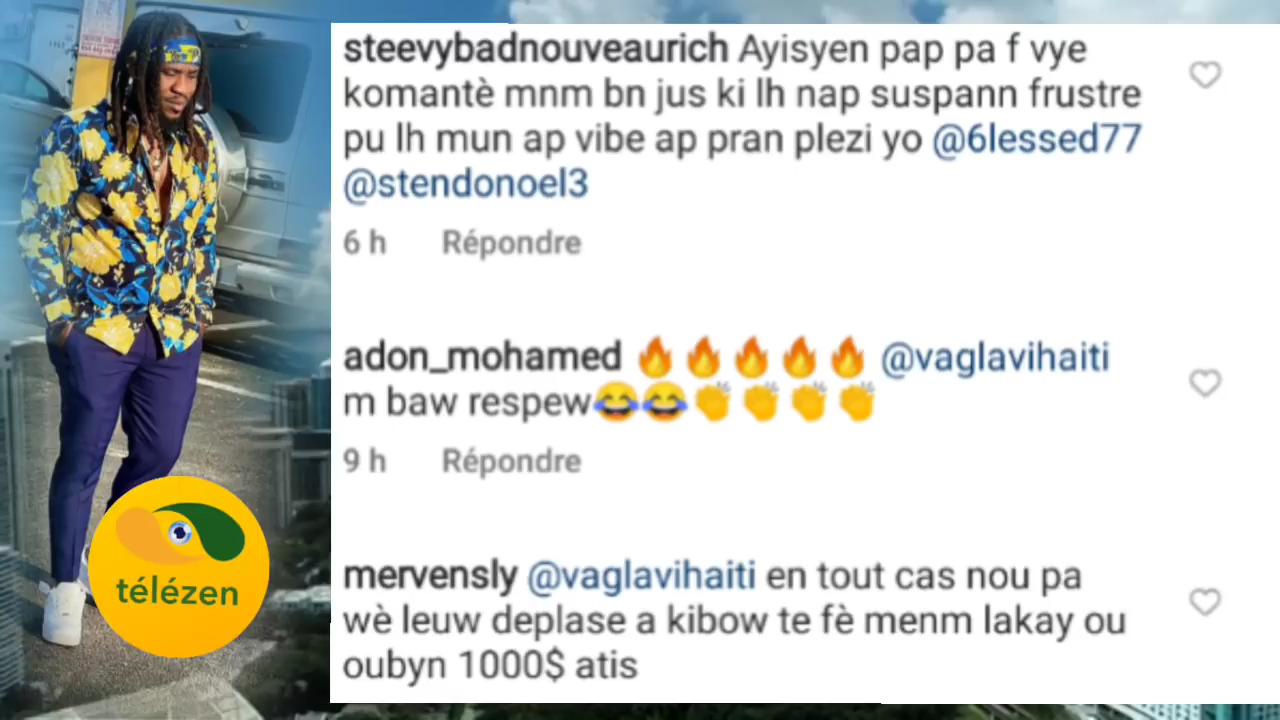 steevybadnouveaurich Ayisyen pap pa f vye
komantè mnm bn jus ki lh nap suspann frustre
pu lh mun ap vibe ap pran plezi yo @6lessed77
@stendonoel3
6 h Répondre
adon_mohamed 🔥🔥🔥🔥🔥 @vaglavihaiti
m baw respew😂😂👏👏👏👏
9 h Répondre
mervensly @vaglavihaiti en tout cas nou pa
wè leuw deplase a kibow te fè menm lakay ou
oubyn 1000$ atis
télézen